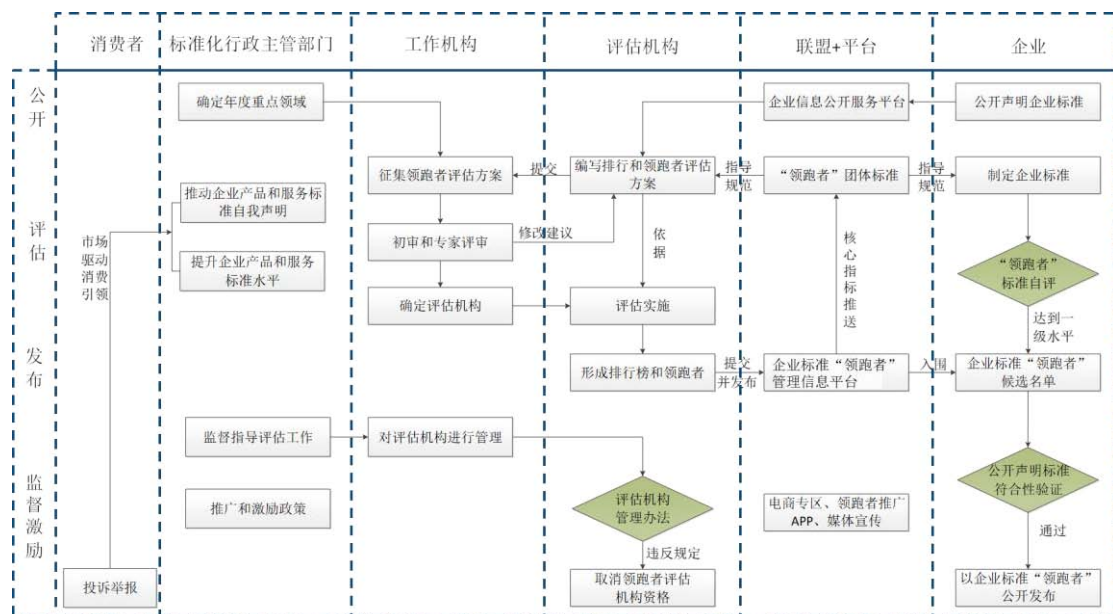 消费者
标准化行政主管部门
工作机构
评估机构
联盟+平台
企业
公开
确定年度重点领域
企业信息公开服务平台
公开声明企业标准
评估
征集领跑者评估方案
提交
编写排行和领跑者评估
方案
指导
规范
“领跑者”团体标准
指导
规范
制定企业标准
推动企业产品和服务标
准自我声明
市场
驱动
消费
引领
初审和专家评审
修改建议
依据
核心指标推送
提升企业产品和服务
标准水平
“领跑者”
标准自评
确定评估机构
评估实施
达到一
级水平
发布
形成排行榜和领跑者
提交
并发布
企业标准“领跑者”
管理信息平台
入围
企业标准“领跑者”
候选名单
监督激励
监督指导评估工作
对评估机构进行管理
公开声明标准
符合性验证
推广和激励政策
评估机构
管理办法
电商专区、领跑者推广
APP、媒体宣传
违反规定
通过
投诉举报
取消领跑者评估
机构资格
以企业标准“领跑者”
公开发布